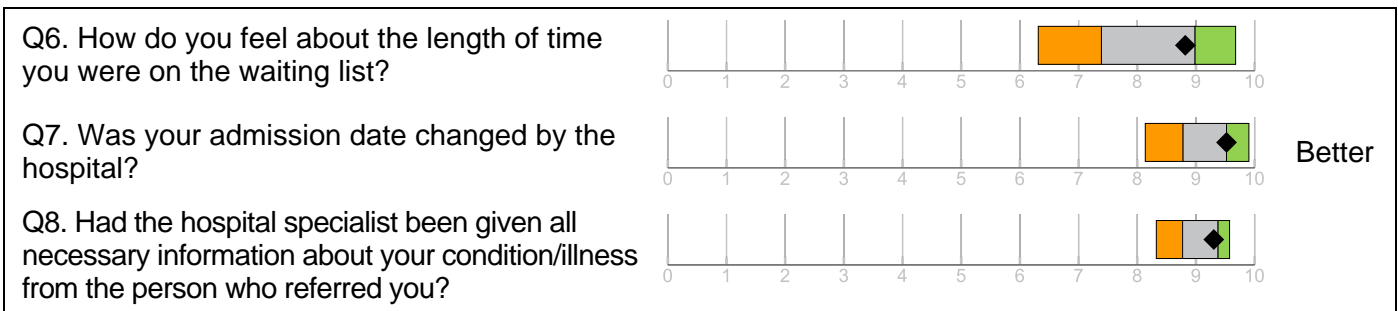 Q6. How do you feel about the length of time
you were on the waiting list?
0 1 2 3 4 5 6 7 8 9 10
Q7. Was your admission date changed by the
hospital?
0 1 2 3 4 5 6 7 8 9 10
Better
Q8. Had the hospital specialist been given all
necessary information about your condition/illness
from the person who referred you?
0 1 2 3 4 5 6 7 8 9 10